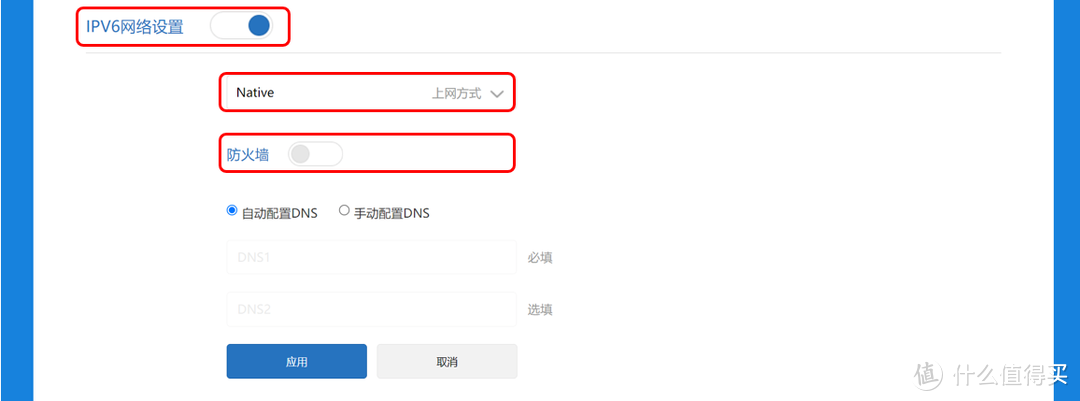 IPV6网络设置
Native 上网方式
防火墙
自动配置DNS 手动配置DNS
DNS1 必填
DNS2 选填
应用 取消
值 什么值得买